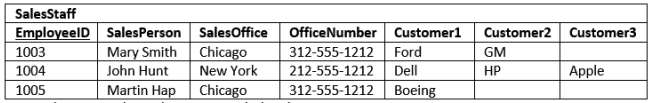 SalesStaff
EmployeeID SalesPerson SalesOffice OfficeNumber Customer1 Customer2 Customer3
1003 Mary Smith Chicago 312-555-1212 Ford GM
1004 John Hunt New York 212-555-1212 Dell HP Apple
1005 Martin Hap Chicago 312-555-1212 Boeing